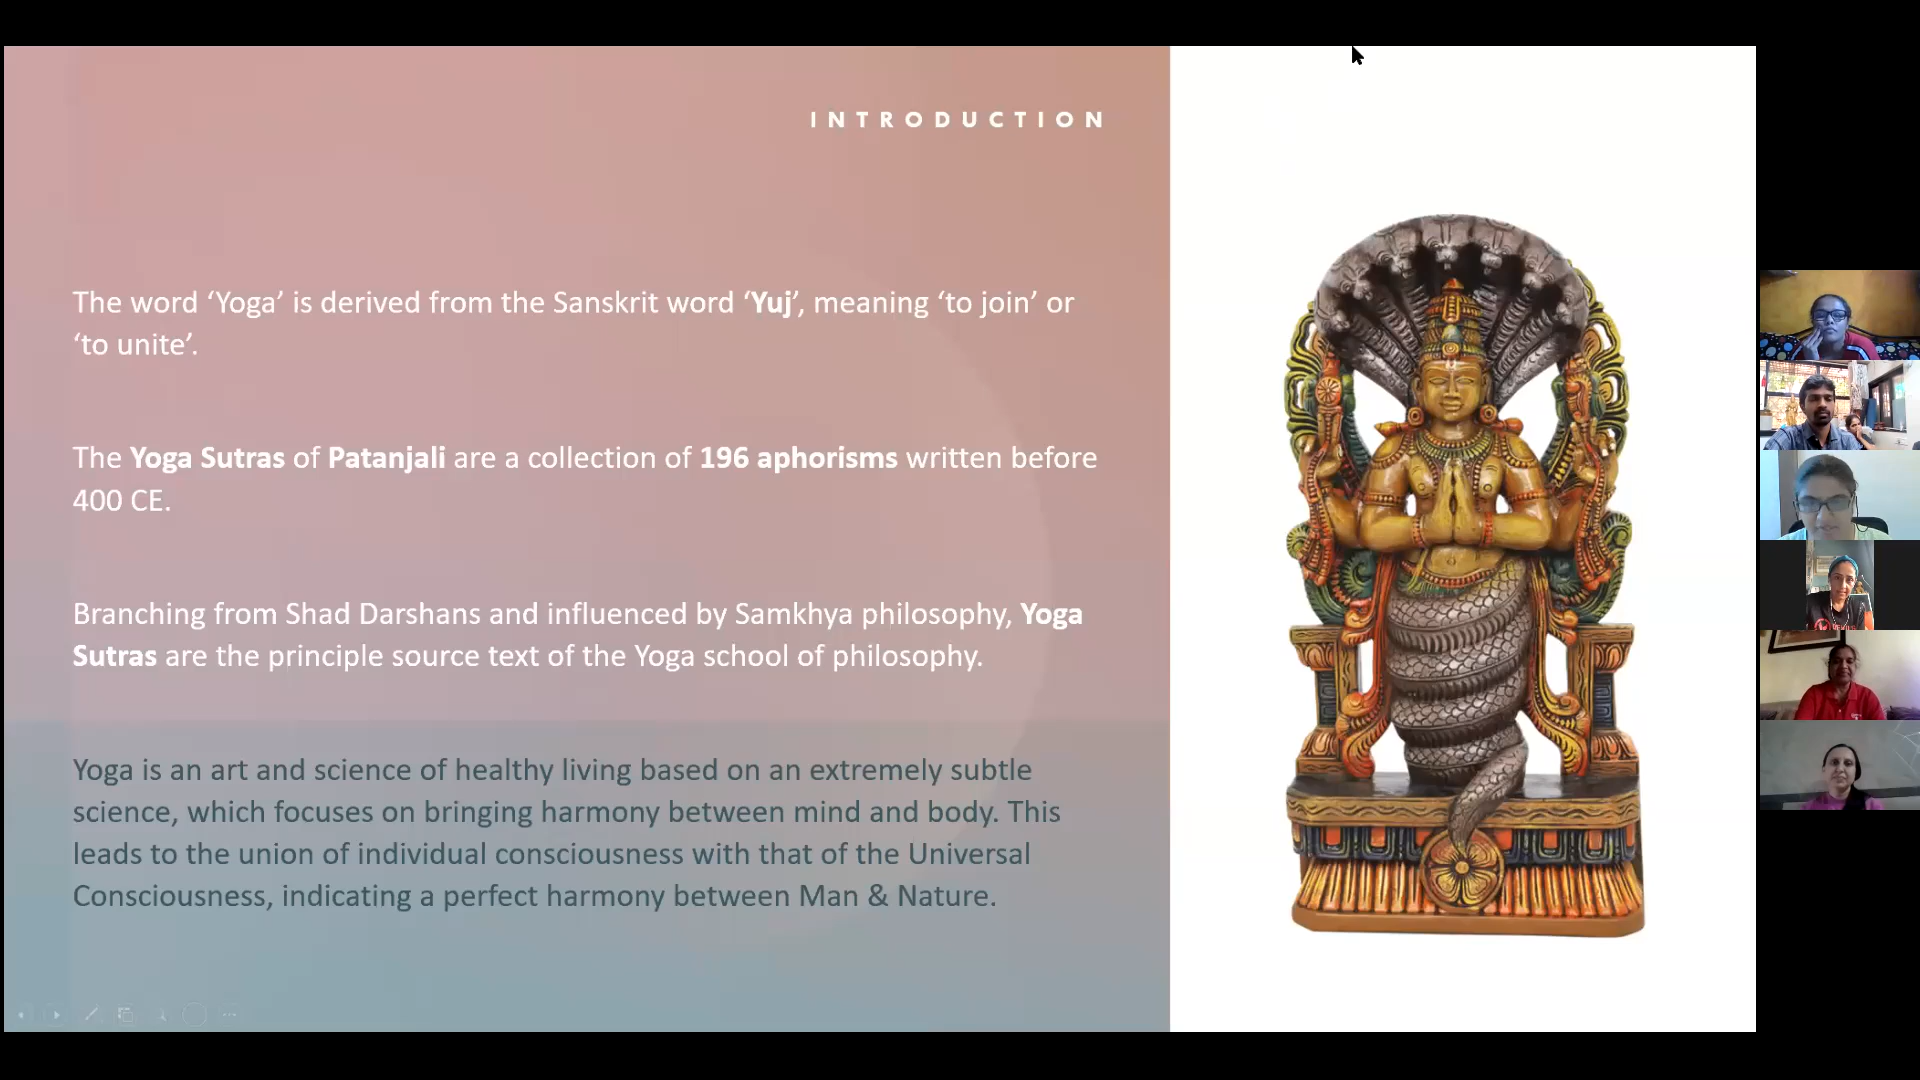 INTRODUCTION
The word ‘Yoga’ is derived from the Sanskrit word ‘Yuj’, meaning ‘to join’ or
‘to unite’.
The Yoga Sutras of Patanjali are a collection of 196 aphorisms written before
400 CE.
Branching from Shad Darshans and influenced by Samkhya philosophy, Yoga
Sutras are the principle source text of the Yoga school of philosophy.
Yoga is an art and science of healthy living based on an extremely subtle
science, which focuses on bringing harmony between mind and body. This
leads to the union of individual consciousness with that of the Universal
Consciousness, indicating a perfect harmony between Man & Nature.